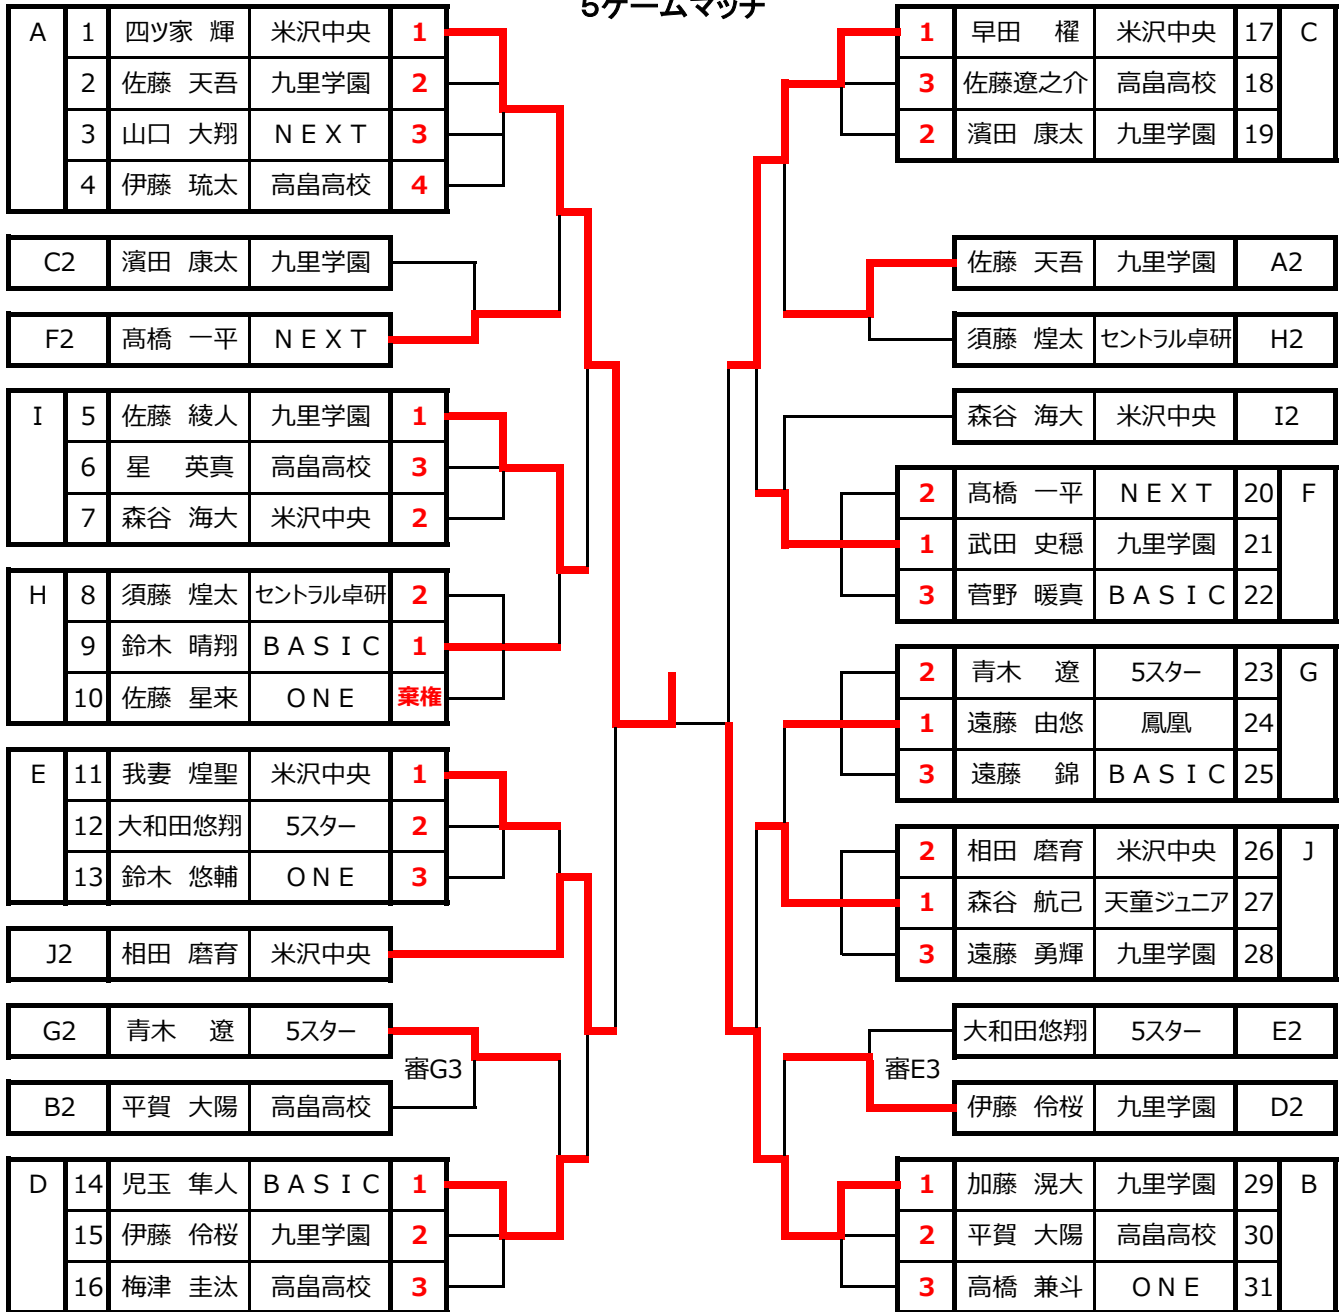 5ゲームマッチ
A 1 四ツ家 輝 米沢中央 1
2 佐藤 天吾 九里学園 2
3 山口 大翔 NEXT 3
4 伊藤 琉太 高畠高校 4
C2 濱田 康太 九里学園
F2 髙橋 一平 NEXT
I 5 佐藤 綾人 九里学園 1
6 星 英真 高畠高校 3
7 森谷 海大 米沢中央 2
H 8 須藤 煌太 セントラル卓研 2
9 鈴木 晴翔 BASIC 1
10 佐藤 星来 ONE 棄権
E 11 我妻 煌聖 米沢中央 1
12 大和田悠翔 5スター 2
13 鈴木 悠輔 ONE 3
J2 相田 磨育 米沢中央
G2 青木 遼 5スター
審G3
B2 平賀 大陽 高畠高校
D 14 児玉 隼人 BASIC 1
15 伊藤 伶桜 九里学園 2
16 梅津 圭汰 高畠高校 3
1 早田 櫂 米沢中央 17 C
3 佐藤遼之介 高畠高校 18
2 濱田 康太 九里学園 19
佐藤 天吾 九里学園 A2
須藤 煌太 セントラル卓研 H2
森谷 海大 米沢中央 I2
2 髙橋 一平 NEXT 20 F
1 武田 史穏 九里学園 21
3 菅野 暖真 BASIC 22
2 青木 遼 5スター 23 G
1 遠藤 由悠 鳳凰 24
3 遠藤 錦 BASIC 25
2 相田 磨育 米沢中央 26 J
1 森谷 航己 天童ジュニア 27
3 遠藤 勇輝 九里学園 28
大和田悠翔 5スター E2
審E3
伊藤 伶桜 九里学園 D2
1 加藤 滉大 九里学園 29 B
2 平賀 大陽 高畠高校 30
3 高橋 兼斗 ONE 31